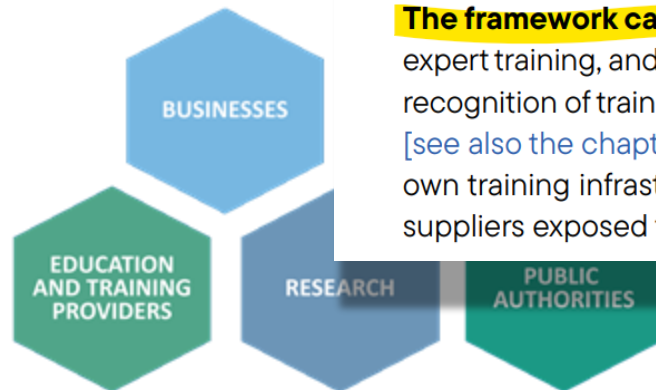 The framework ca
expert training, and
recognition of train
[see also the chapt
own training infrast
suppliers exposed
BUSINESSES
EDUCATION
AND TRAINING
PROVIDERS
RESEARCH
PUBLIC
AUTHORITIES